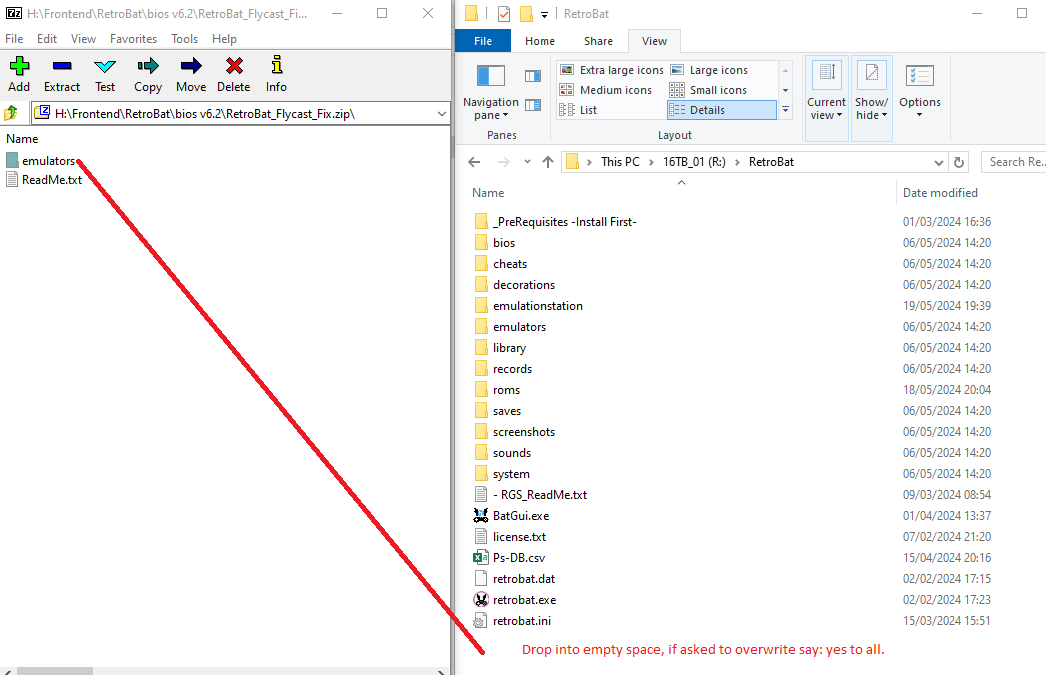 H:\Frontend\RetroBat\bios v6.2\RetroBat_Flycast_Fi...
File Edit View Favorites Tools Help
Add Extract Test Copy Move Delete Info
H:\Frontend\RetroBat\bios v6.2\RetroBat_Flycast_Fix.zip\
Name
emulators
ReadMe.txt
RetroBat
File Home Share View
Navigation pane
Panes
Extra large icons Large icons
Medium icons Small icons
List Details
Layout
Current view
Show/ hide
Options
This PC > 16TB_01 (R:) > RetroBat
Search Re...
Name Date modified
_PreRequisites -Install First- 01/03/2024 16:36
bios 06/05/2024 14:20
cheats 06/05/2024 14:20
decorations 06/05/2024 14:20
emulationstation 19/05/2024 19:39
emulators 06/05/2024 14:20
library 06/05/2024 14:20
records 06/05/2024 14:20
roms 18/05/2024 20:04
saves 06/05/2024 14:20
screenshots 06/05/2024 14:20
sounds 06/05/2024 14:20
system 06/05/2024 14:20
- RGS_ReadMe.txt 09/03/2024 08:54
BatGui.exe 01/04/2024 13:37
license.txt 07/02/2024 21:20
Ps-DB.csv 15/04/2024 20:16
retrobat.dat 02/02/2024 17:15
retrobat.exe 02/02/2024 17:23
retrobat.ini 15/03/2024 15:51
Drop into empty space, if asked to overwrite say: yes to all.